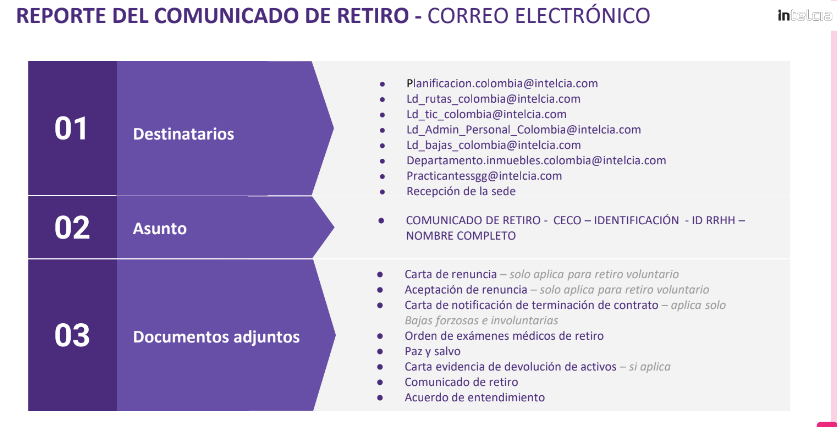 REPORTE DEL COMUNICADO DE RETIRO - CORREO ELECTRÓNICO
intelcia
01
Destinatarios
● Planificacion.colombia@intelcia.com
● Ld_rutas_colombia@intelcia.com
● Ld_tic_colombia@intelcia.com
● Ld_Admin_Personal_Colombia@intelcia.com
● Ld_bajas_colombia@intelcia.com
● Departamento.inmuebles.colombia@intelcia.com
● Practicantessgg@intelcia.com
● Recepción de la sede
02
Asunto
● COMUNICADO DE RETIRO - CECO – IDENTIFICACIÓN - ID RRHH –
NOMBRE COMPLETO
03
Documentos adjuntos
● Carta de renuncia – solo aplica para retiro voluntario
● Aceptación de renuncia – solo aplica para retiro voluntario
● Carta de notificación de terminación de contrato – aplica solo
Bajas forzosas e involuntarias
● Orden de exámenes médicos de retiro
● Paz y salvo
● Carta evidencia de devolución de activos – si aplica
● Comunicado de retiro
● Acuerdo de entendimiento